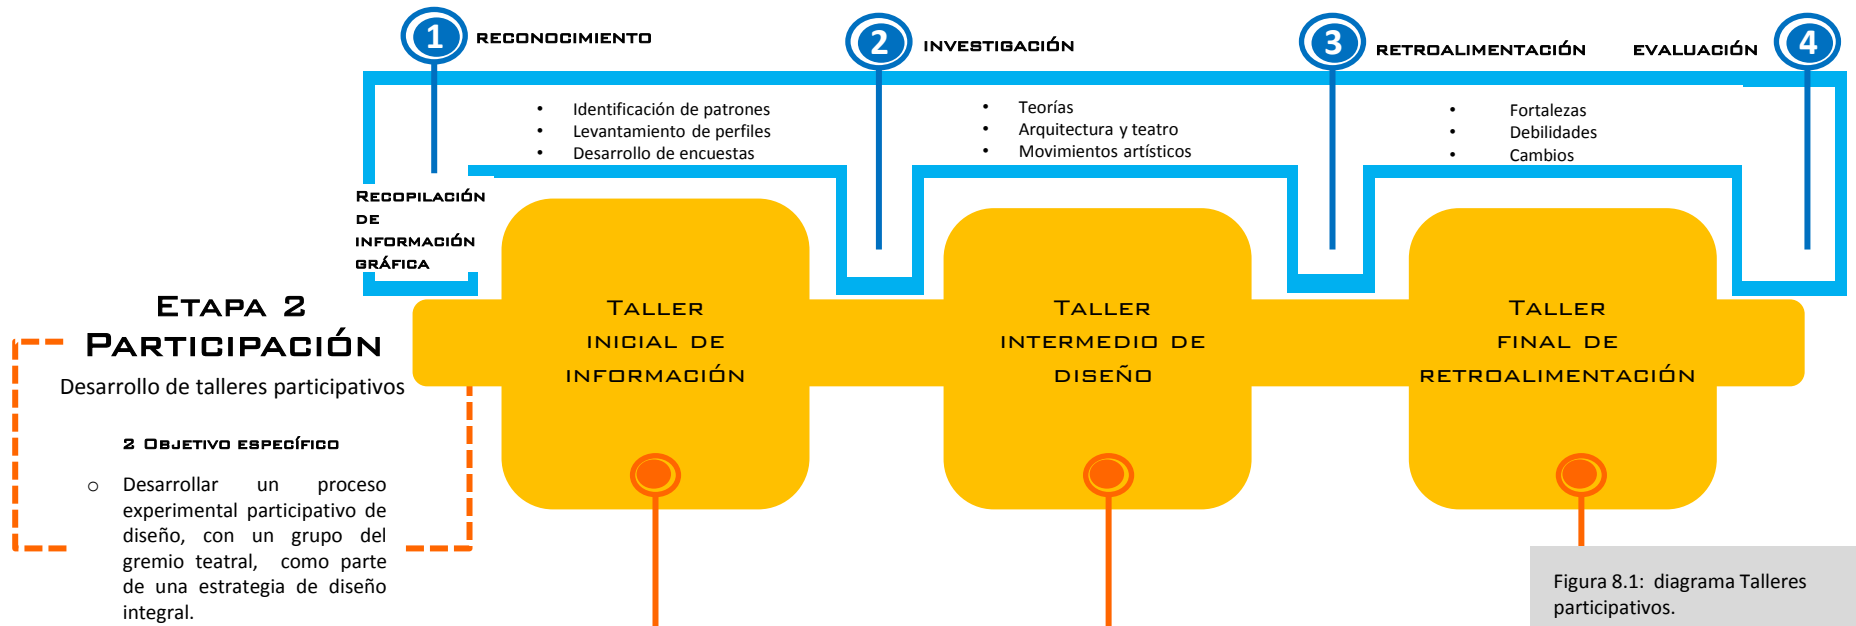 1 RECONOCIMIENTO
2 INVESTIGACIÓN
3 RETROALIMENTACIÓN
EVALUACIÓN 4
• Identificación de patrones
• Levantamiento de perfiles
• Desarrollo de encuestas
• Teorías
• Arquitectura y teatro
• Movimientos artísticos
• Fortalezas
• Debilidades
• Cambios
RECOPILACIÓN
DE
INFORMACIÓN
GRÁFICA
ETAPA 2
PARTICIPACIÓN
Desarrollo de talleres participativos
2 OBJETIVO ESPECÍFICO
o Desarrollar un proceso
experimental participativo de
diseño, con un grupo del
gremio teatral, como parte
de una estrategia de diseño
integral.
TALLER
INICIAL DE
INFORMACIÓN
TALLER
INTERMEDIO DE
DISEÑO
TALLER
FINAL DE
RETROALIMENTACIÓN
Figura 8.1: diagrama Talleres
participativos.